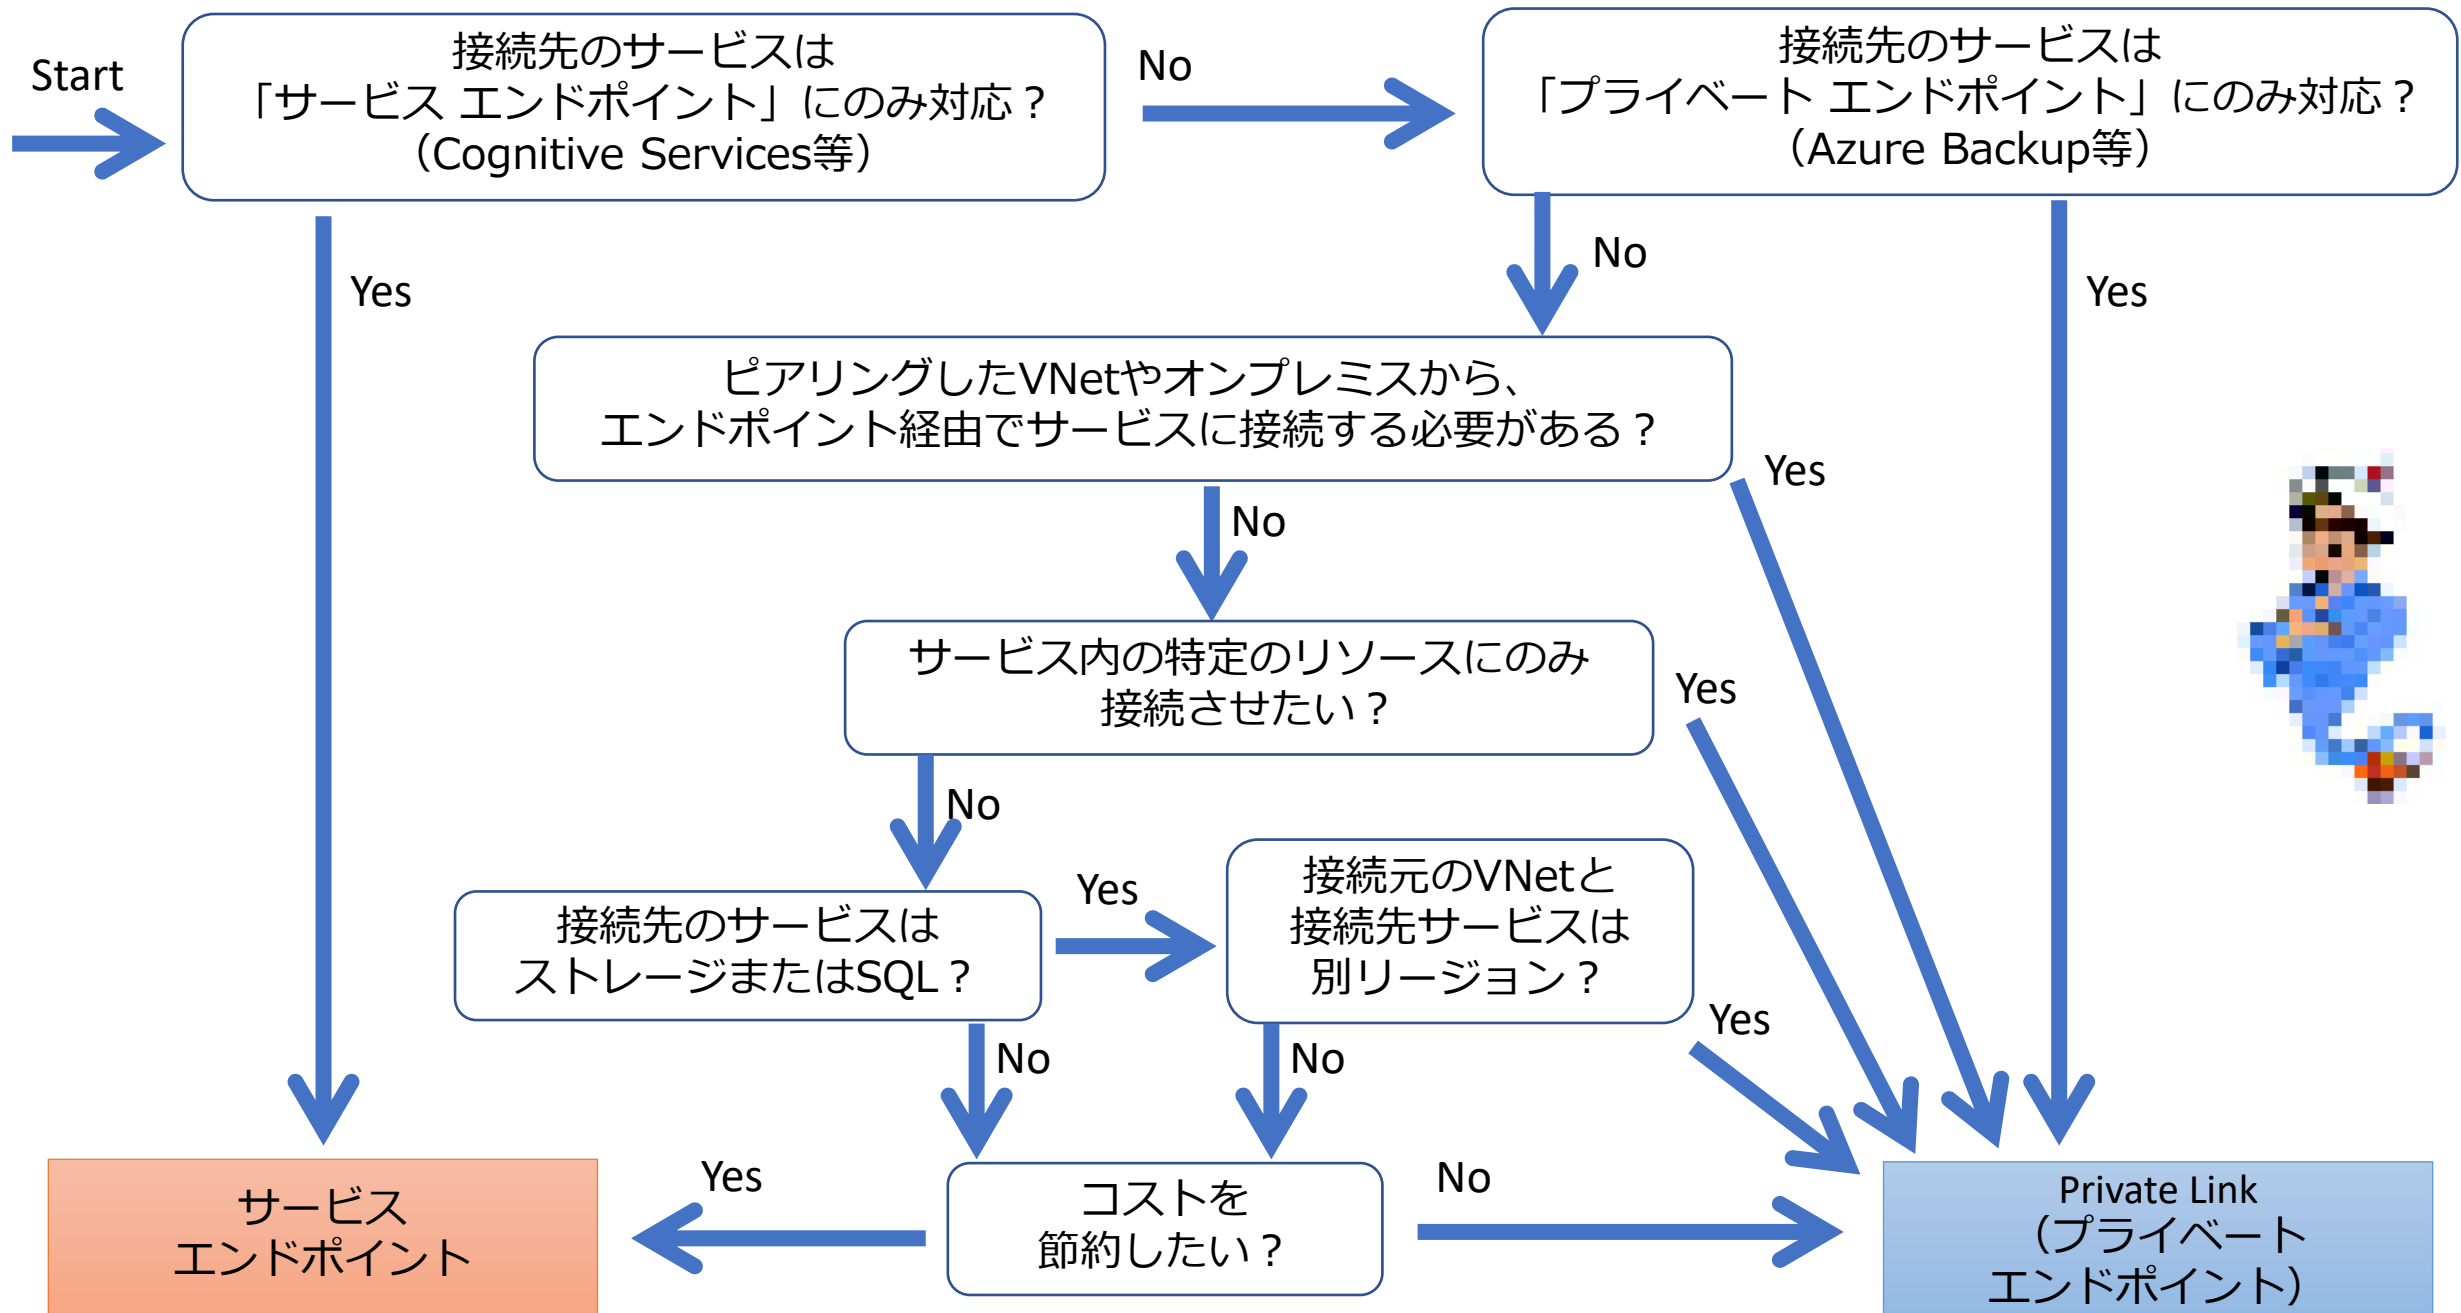 Start
接続先のサービスは
「サービス エンドポイント」にのみ対応？
（Cognitive Services等）
No
接続先のサービスは
「プライベート エンドポイント」にのみ対応？
（Azure Backup等）
Yes
No
Yes
ピアリングしたVNetやオンプレミスから、
エンドポイント経由でサービスに接続する必要がある？
Yes
No
サービス内の特定のリソースにのみ
接続させたい？
Yes
No
接続先のサービスは
ストレージまたはSQL？
Yes
接続元のVNetと
接続先サービスは
別リージョン？
Yes
No
No
サービス
エンドポイント
Yes
コストを
節約したい？
No
Private Link
（プライベート
エンドポイント）